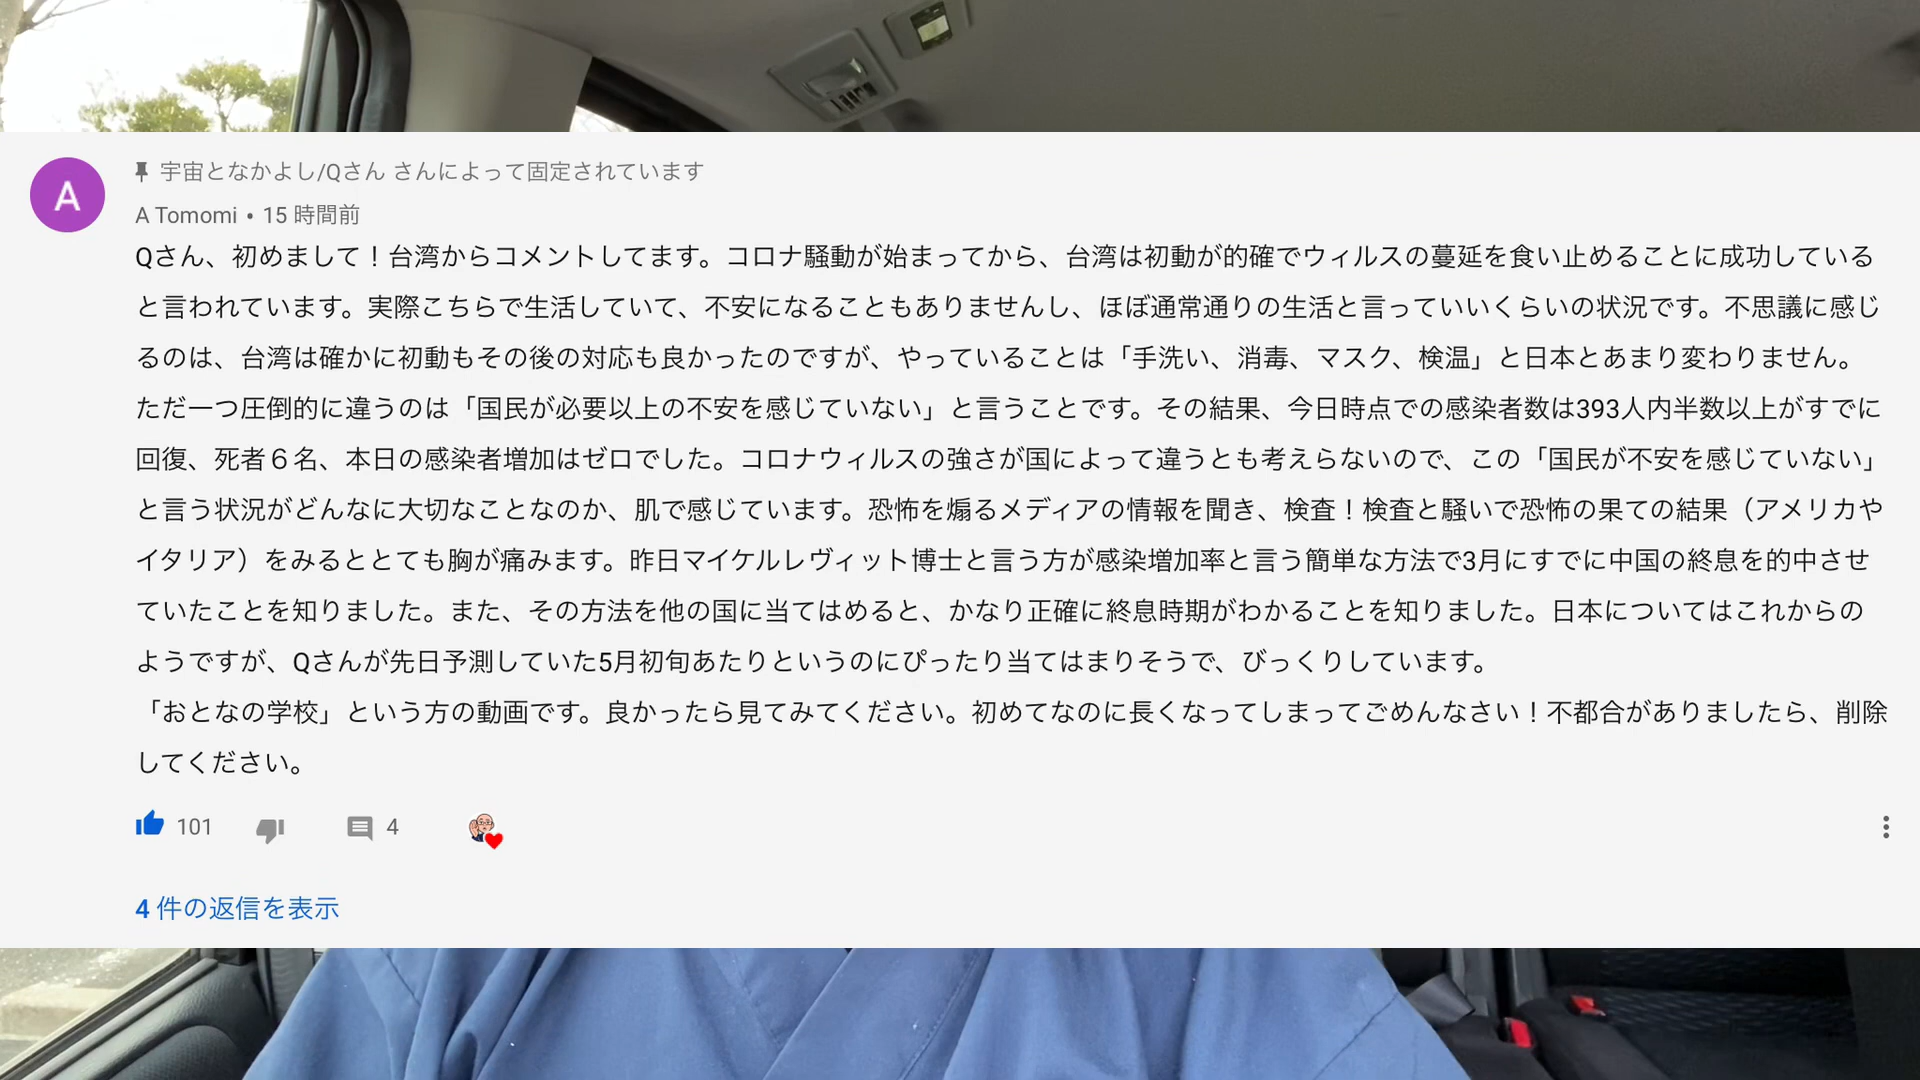 宇宙となかよし/Qさん さんによって固定されています
A
A Tomomi • 15 時間前
Qさん、初めまして！台湾からコメントしてます。コロナ騒動が始まってから、台湾は初動が的確でウィルスの蔓延を食い止めることに成功している
と言われています。実際こちらで生活していて、不安になることもありませんし、ほぼ通常通りの生活と言っていいくらいの状況です。不思議に感じ
るのは、台湾は確かに初動もその後の対応も良かったのですが、やっていることは「手洗い、消毒、マスク、検温」と日本とあまり変わりません。
ただ一つ圧倒的に違うのは「国民が必要以上の不安を感じていない」と言うことです。その結果、今日時点での感染者数は393人内半数以上がすでに
回復、死者６名、本日の感染者増加はゼロでした。コロナウィルスの強さが国によって違うとも考えらないので、この「国民が不安を感じていない」
と言う状況がどんなに大切なことなのか、肌で感じています。恐怖を煽るメディアの情報を聞き、検査！検査と騒いで恐怖の果ての結果（アメリカや
イタリア）をみるととても胸が痛みます。昨日マイケルレヴィット博士と言う方が感染増加率と言う簡単な方法で3月にすでに中国の終息を的中させ
ていたことを知りました。また、その方法を他の国に当てはめると、かなり正確に終息時期がわかることを知りました。日本についてはこれからの
ようですが、Qさんが先日予測していた5月初旬あたりというのにぴったり当てはまりそうで、びっくりしています。
「おとなの学校」という方の動画です。良かったら見てみてください。初めてなのに長くなってしまってごめんなさい！不都合がありましたら、削除
してください。
101 4
4 件の返信を表示